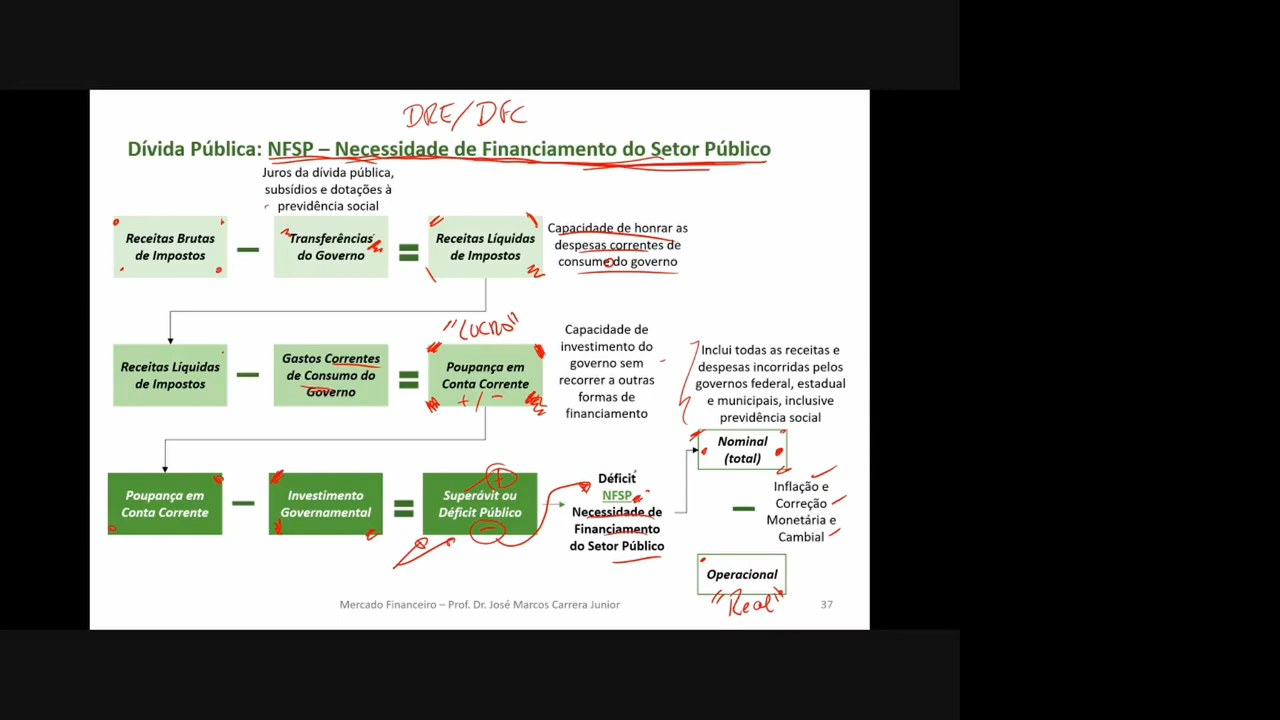 DRE/DFC
Dívida Pública: NFSP – Necessidade de Financiamento do Setor Público
Juros da dívida pública,
subsídios e dotações à
previdência social
Receitas Brutas
de Impostos
Transferências
do Governo
Receitas Líquidas
de Impostos
Capacidade de honrar as
despesas correntes de
consumo do governo
"LUCRO"
Receitas Líquidas
de Impostos
Gastos Correntes
de Consumo do
Governo
Poupança em
Conta Corrente
+/-
Capacidade de
investimento do
governo sem
recorrer a outras
formas de
financiamento
Inclui todas as receitas e
despesas incorridas pelos
governos federal, estadual
e municipais, inclusive
previdência social
Poupança em
Conta Corrente
Investimento
Governamental
+
Superávit ou
Déficit Público
-
Déficit
NFSP
Necessidade de
Financiamento
do Setor Público
Nominal
(total)
Inflação e
Correção
Monetária e
Cambial
Operacional
"Real"
Mercado Financeiro – Prof. Dr. José Marcos Carrera Junior
37